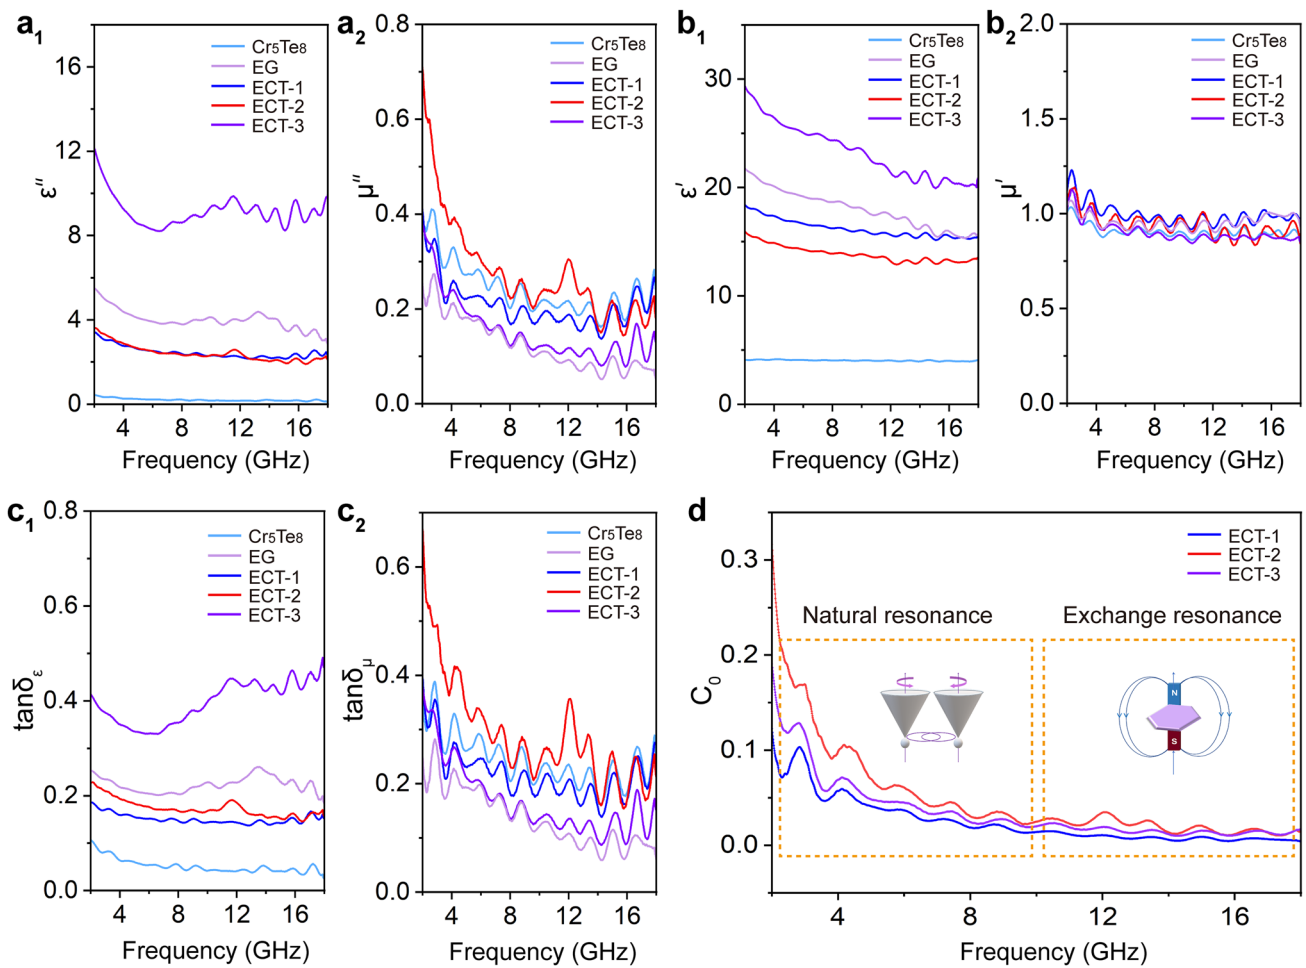 a1
18
12
6
0
ε″
4 8 12 16
Frequency (GHz)
Cr5Te8
EG
ECT-1
ECT-2
ECT-3
a2
0.8
0.6
0.4
0.2
0
μ″
4 8 12 16
Frequency (GHz)
Cr5Te8
EG
ECT-1
ECT-2
ECT-3
b1
30
20
10
0
ε′
4 8 12 16
Frequency (GHz)
Cr5Te8
EG
ECT-1
ECT-2
ECT-3
b2
2.0
1.5
1.0
0.5
0
μ′
4 8 12 16
Frequency (GHz)
Cr5Te8
EG
ECT-1
ECT-2
ECT-3
c1
0.8
0.6
0.4
0.2
0.0
tanδε
4 8 12 16
Frequency (GHz)
Cr5Te8
EG
ECT-1
ECT-2
ECT-3
c2
0.6
0.4
0.2
0.0
tanδμ
4 8 12 16
Frequency (GHz)
Cr5Te8
EG
ECT-1
ECT-2
ECT-3
d
0.3
0.2
0.1
0.0
C0
4 8 12 16
Frequency (GHz)
ECT-1
ECT-2
ECT-3
Natural resonance
Exchange resonance
N
S